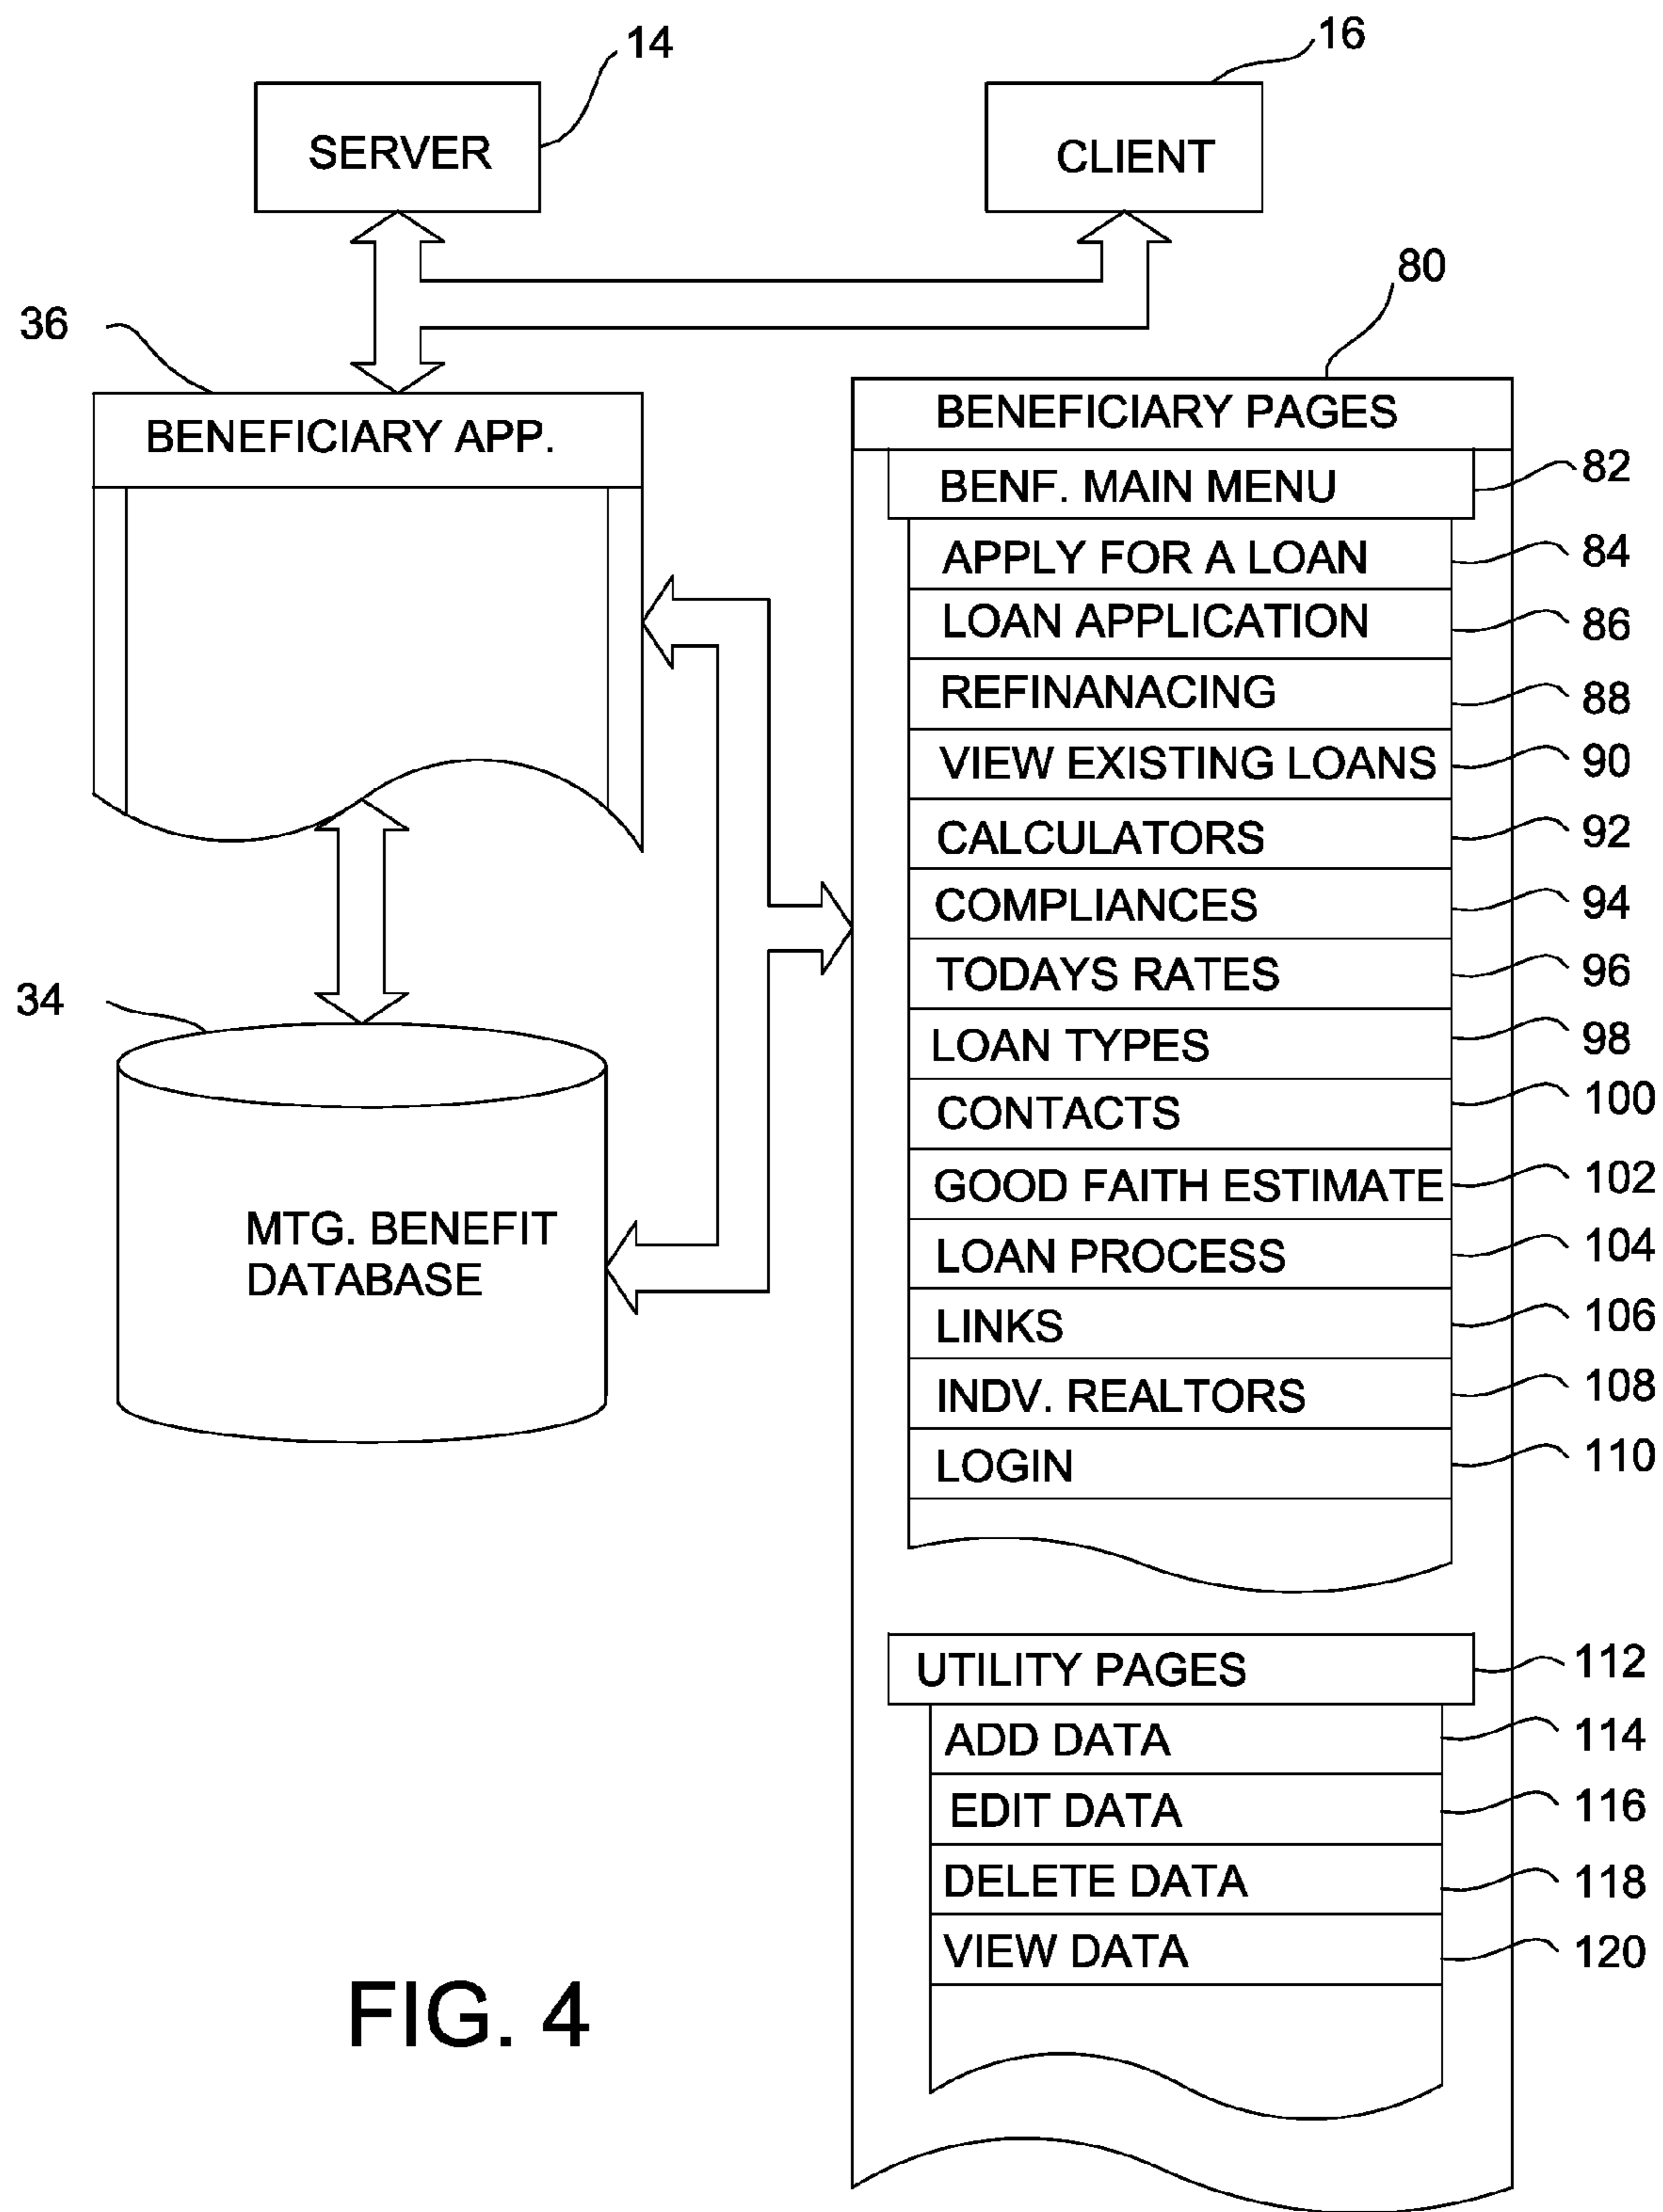 14
16
SERVER
CLIENT
80
36
BENEFICIARY APP.
BENEFICIARY PAGES
BENF. MAIN MENU
82
APPLY FOR A LOAN
84
LOAN APPLICATION
86
REFINANACING
88
VIEW EXISTING LOANS
90
CALCULATORS
92
COMPLIANCES
94
TODAYS RATES
96
34
LOAN TYPES
98
CONTACTS
100
GOOD FAITH ESTIMATE
102
MTG. BENEFIT
DATABASE
LOAN PROCESS
104
LINKS
106
INDV. REALTORS
108
LOGIN
110
UTILITY PAGES
112
ADD DATA
114
EDIT DATA
116
DELETE DATA
118
VIEW DATA
120
FIG. 4